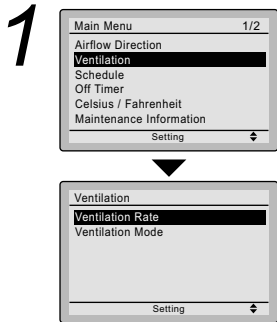 1
Main Menu 1/2
Airflow Direction
Ventilation
Schedule
Off Timer
Celsius / Fahrenheit
Maintenance Information
Setting
Ventilation
Ventilation Rate
Ventilation Mode
Setting